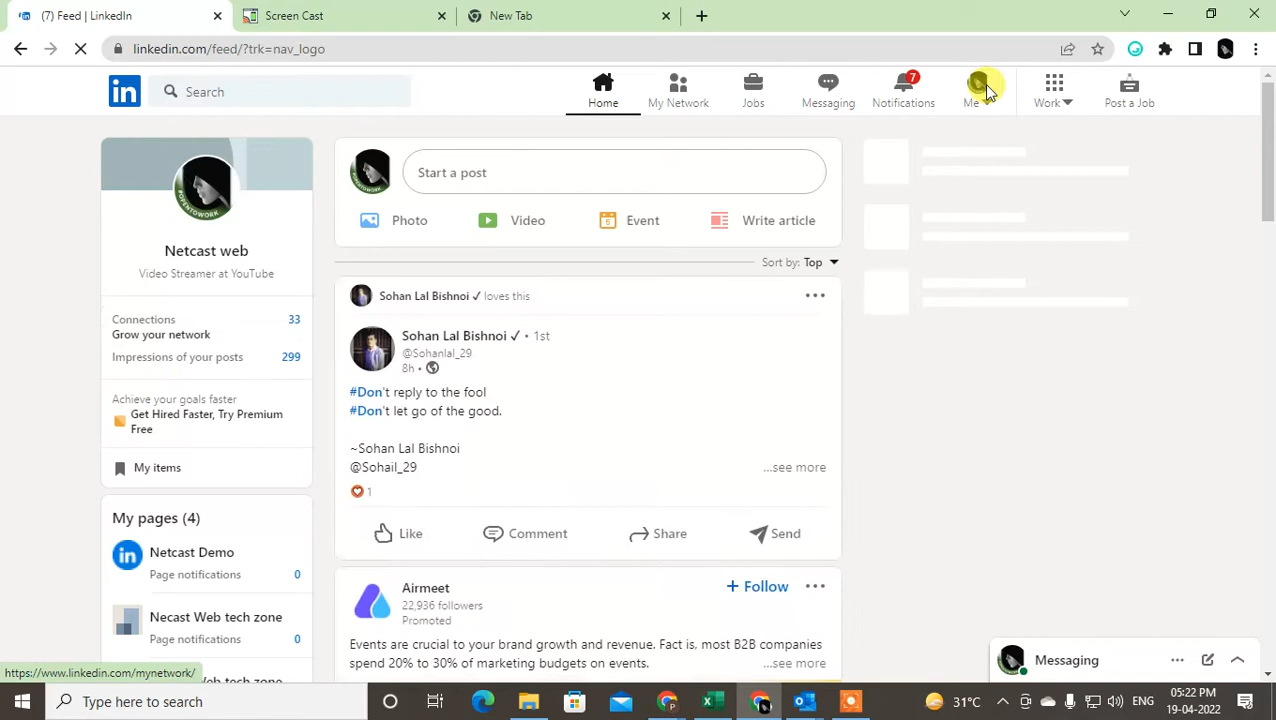 (7) Feed | LinkedIn
Screen Cast
New Tab
linkedin.com/feed/?trk=nav_logo
in
Search
Home
My Network
Jobs
Messaging
7
Notifications
Me
Work
Post a Job
#OPENTOWORK
Netcast web
Video Streamer at YouTube
Connections 33
Grow your network
Impressions of your posts 299
Achieve your goals faster
Get Hired Faster, Try Premium
Free
My items
My pages (4)
in
Netcast Demo
Page notifications 0
Necast Web tech zone
Page notifications 0
Start a post
Photo
Video
Event
Write article
Sort by: Top
Sohan Lal Bishnoi ✓ loves this
Sohan Lal Bishnoi ✓ • 1st
@Sohanlal_29
8h •
#Don't reply to the fool
#Don't let go of the good.
~Sohan Lal Bishnoi
@Sohail_29
...see more
1
Like
Comment
Share
Send
Airmeet
22,936 followers
Promoted
+ Follow
Events are crucial to your brand growth and revenue. Fact is, most B2B companies
spend 20% to 30% of marketing budgets on events.
...see more
Messaging
https://www.linkedin.com/mynetwork/
Type here to search
31°C
ENG
05:22 PM
19-04-2022